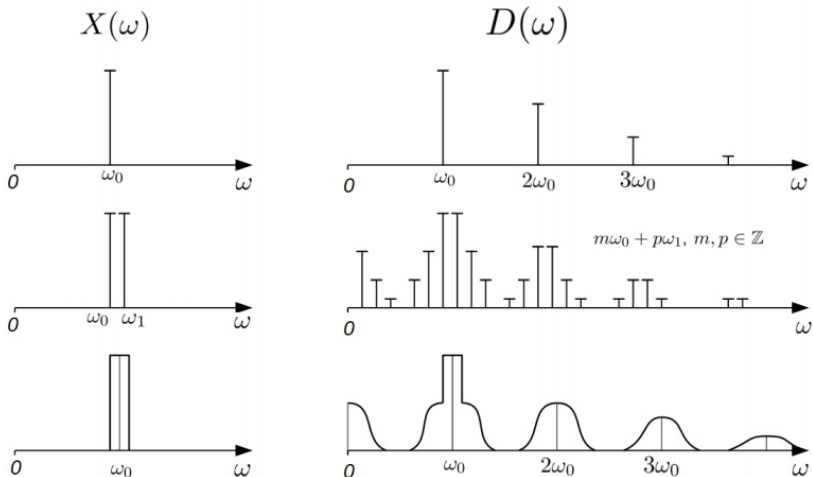 X(ω) D(ω)
0 ω₀ ω 0 ω₀ 2ω₀ 3ω₀ ω
mω₀ + pω₁, m, p ∈ ℤ
0 ω₀ ω₁ ω 0 ω
0 ω₀ ω 0 ω₀ 2ω₀ 3ω₀ ω